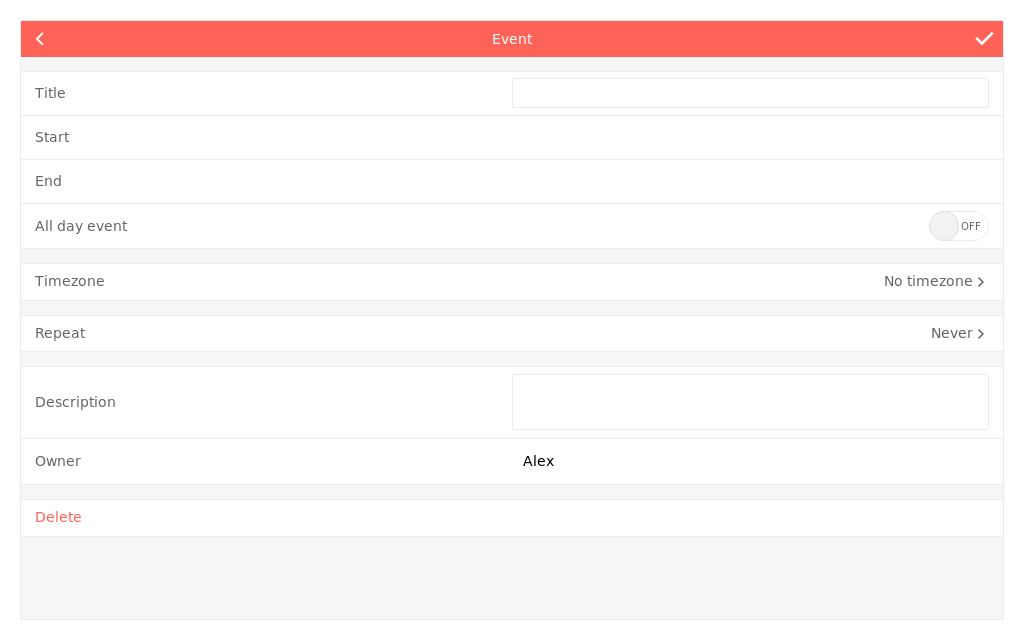 Event
Title
Start
End
All day event OFF
Timezone No timezone
Repeat Never
Description
Owner Alex
Delete